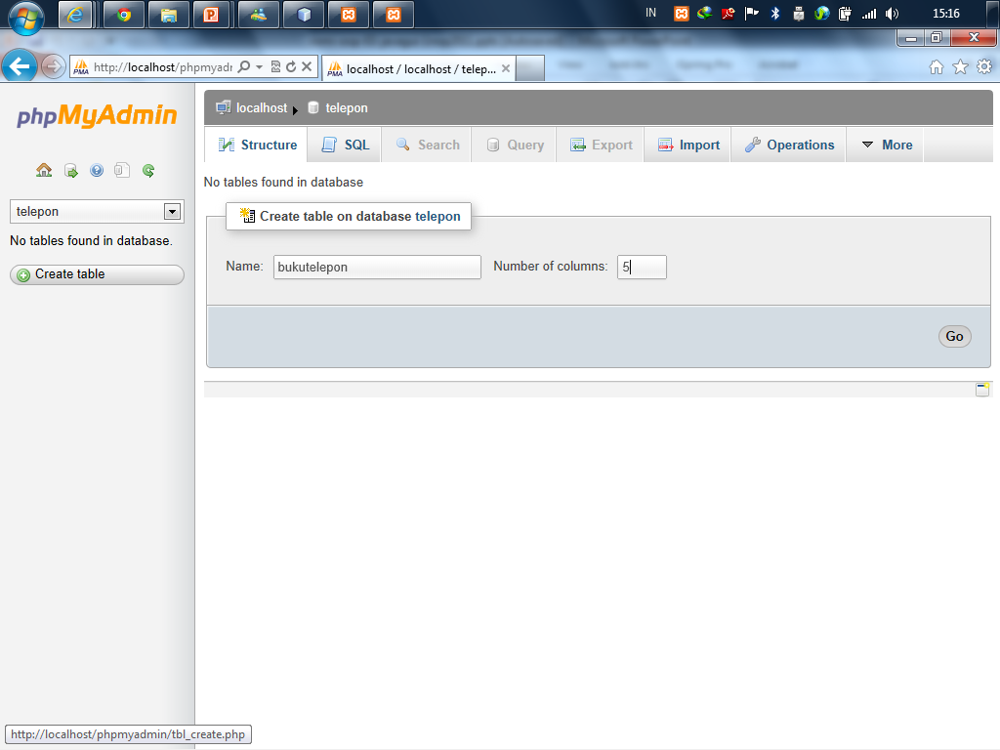 IN 15:16
http://localhost/phpmyadr
PMA localhost / localhost / telep...
phpMyAdmin
localhost telepon
Structure SQL Search Query Export Import Operations More
No tables found in database
telepon
No tables found in database.
Create table
Create table on database telepon
Name: bukutelepon Number of columns: 5
Go
http://localhost/phpmyadmin/tbl_create.php